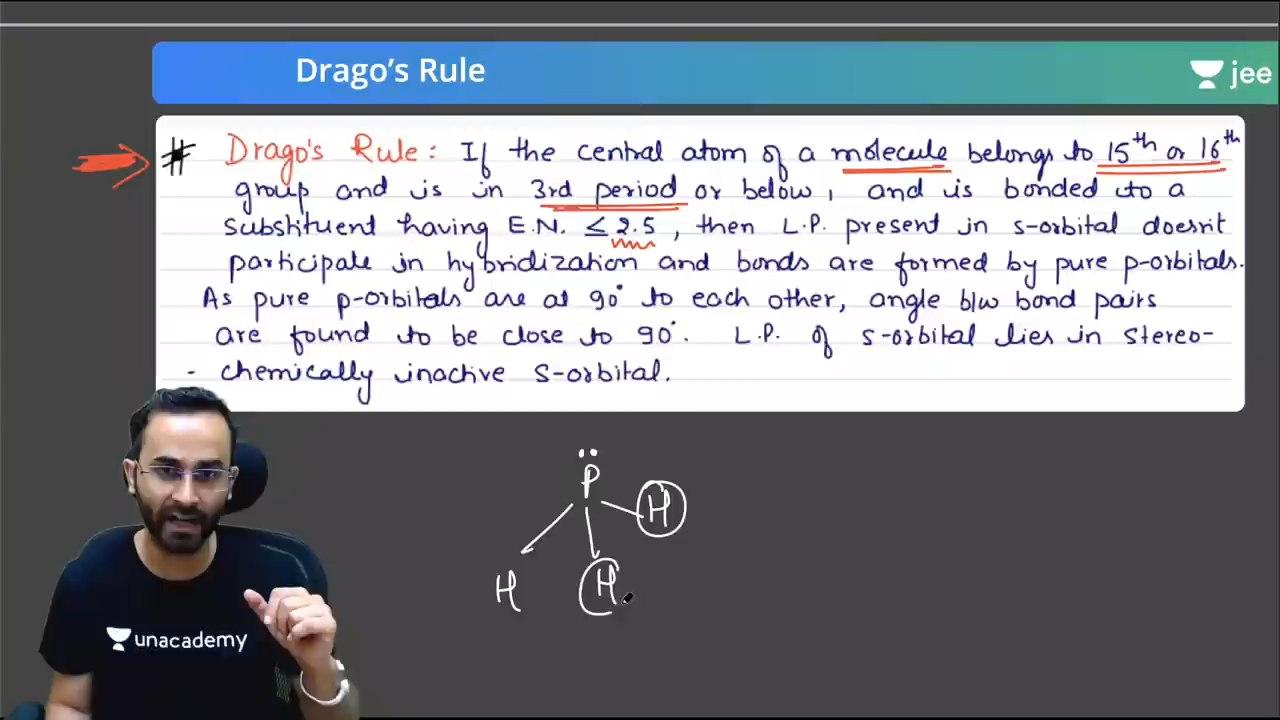 Drago's Rule
jee
# Drago's Rule: If the central atom of a molecule belongs to 15th or 16th
group and is in 3rd period or below, and is bonded to a
substituent having E.N. ≤ 2.5, then L.P. present in s-orbital doesn't
participate in hybridization and bonds are formed by pure p-orbitals.
As pure p-orbitals are at 90° to each other, angle b/w bond pairs
are found to be close to 90°. L.P. of s-orbital lies in stereo-
- chemically inactive s-orbital.
P
H
H H
unacademy